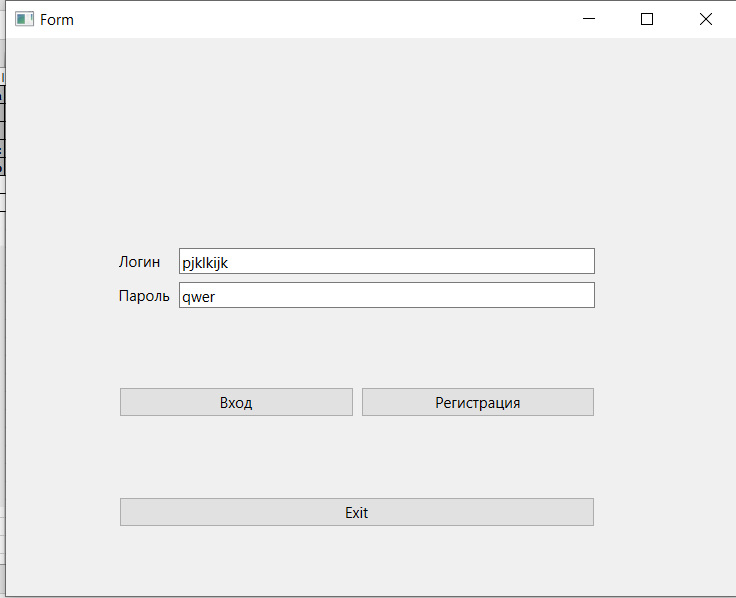 Form
Логин pjklkijk
Пароль qwer
Вход Регистрация
Exit